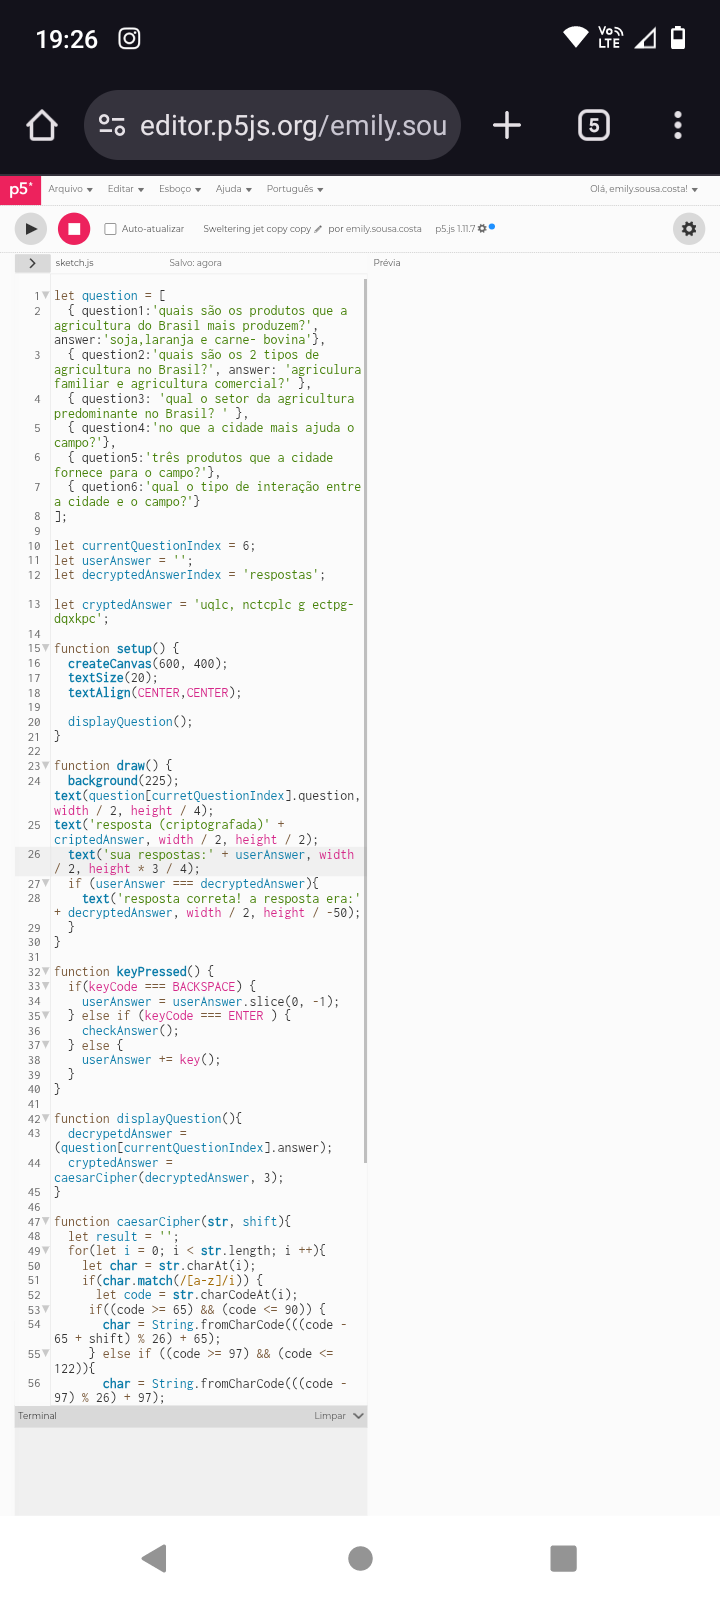 19:26
Vo LTE
editor.p5js.org/emily.sou
5
p5* Arquivo Editar Esboço Ajuda Português Olá, emily.sousa.costa!
Auto-atualizar Sweltering jet copy copy por emily.sousa.costa p5.js 1.11.7
sketch.js Salvo: agora Prévia
1 let question = [
2   { question1:'quais são os produtos que a
agricultura do Brasil mais produzem?',
answer:'soja,laranja e carne- bovina'},
3   { question2:'quais são os 2 tipos de
agricultura no Brasil?', answer: 'agriculura
familiar e agricultura comercial?' },
4   { question3: 'qual o setor da agricultura
predominante no Brasil? ' },
5   { question4:'no que a cidade mais ajuda o
campo?'},
6   { quetion5:'três produtos que a cidade
fornece para o campo?'},
7   { quetion6:'qual o tipo de interação entre
a cidade e o campo?'}
8 ];
9
10 let currentQuestionIndex = 6;
11 let userAnswer = '';
12 let decryptedAnswerIndex = 'respostas';
13 let cryptedAnswer = 'uqlc, nctcplc g ectpg-
dqxkpc';
14
15 function setup() {
16   createCanvas(600, 400);
17   textSize(20);
18   textAlign(CENTER,CENTER);
19
20   displayQuestion();
21 }
22
23 function draw() {
24   background(225);
text(question[curretQuestionIndex].question,
width / 2, height / 4);
25 text('resposta (criptografada)' +
criptedAnswer, width / 2, height / 2);
26   text('sua respostas:' + userAnswer, width
/ 2, height * 3 / 4);
27   if (userAnswer === decryptedAnswer){
28     text('resposta correta! a resposta era:'
+ decryptedAnswer, width / 2, height / -50);
29   }
30 }
31
32 function keyPressed() {
33   if(keyCode === BACKSPACE) {
34     userAnswer = userAnswer.slice(0, -1);
35   } else if (keyCode === ENTER ) {
36     checkAnswer();
37   } else {
38     userAnswer += key();
39   }
40 }
41
42 function displayQuestion(){
43   decrypetdAnswer =
(question[currentQuestionIndex].answer);
44   cryptedAnswer =
caesarCipher(decryptedAnswer, 3);
45 }
46
47 function caesarCipher(str, shift){
48   let result = '';
49   for(let i = 0; i < str.length; i ++){
50     let char = str.charAt(i);
51     if(char.match(/[a-z]/i)) {
52       let code = str.charCodeAt(i);
53      if((code >= 65) && (code <= 90)) {
54        char = String.fromCharCode(((code -
65 + shift) % 26) + 65);
55      } else if ((code >= 97) && (code <=
122)){
56        char = String.fromCharCode(((code -
97) % 26) + 97);
Terminal Limpar